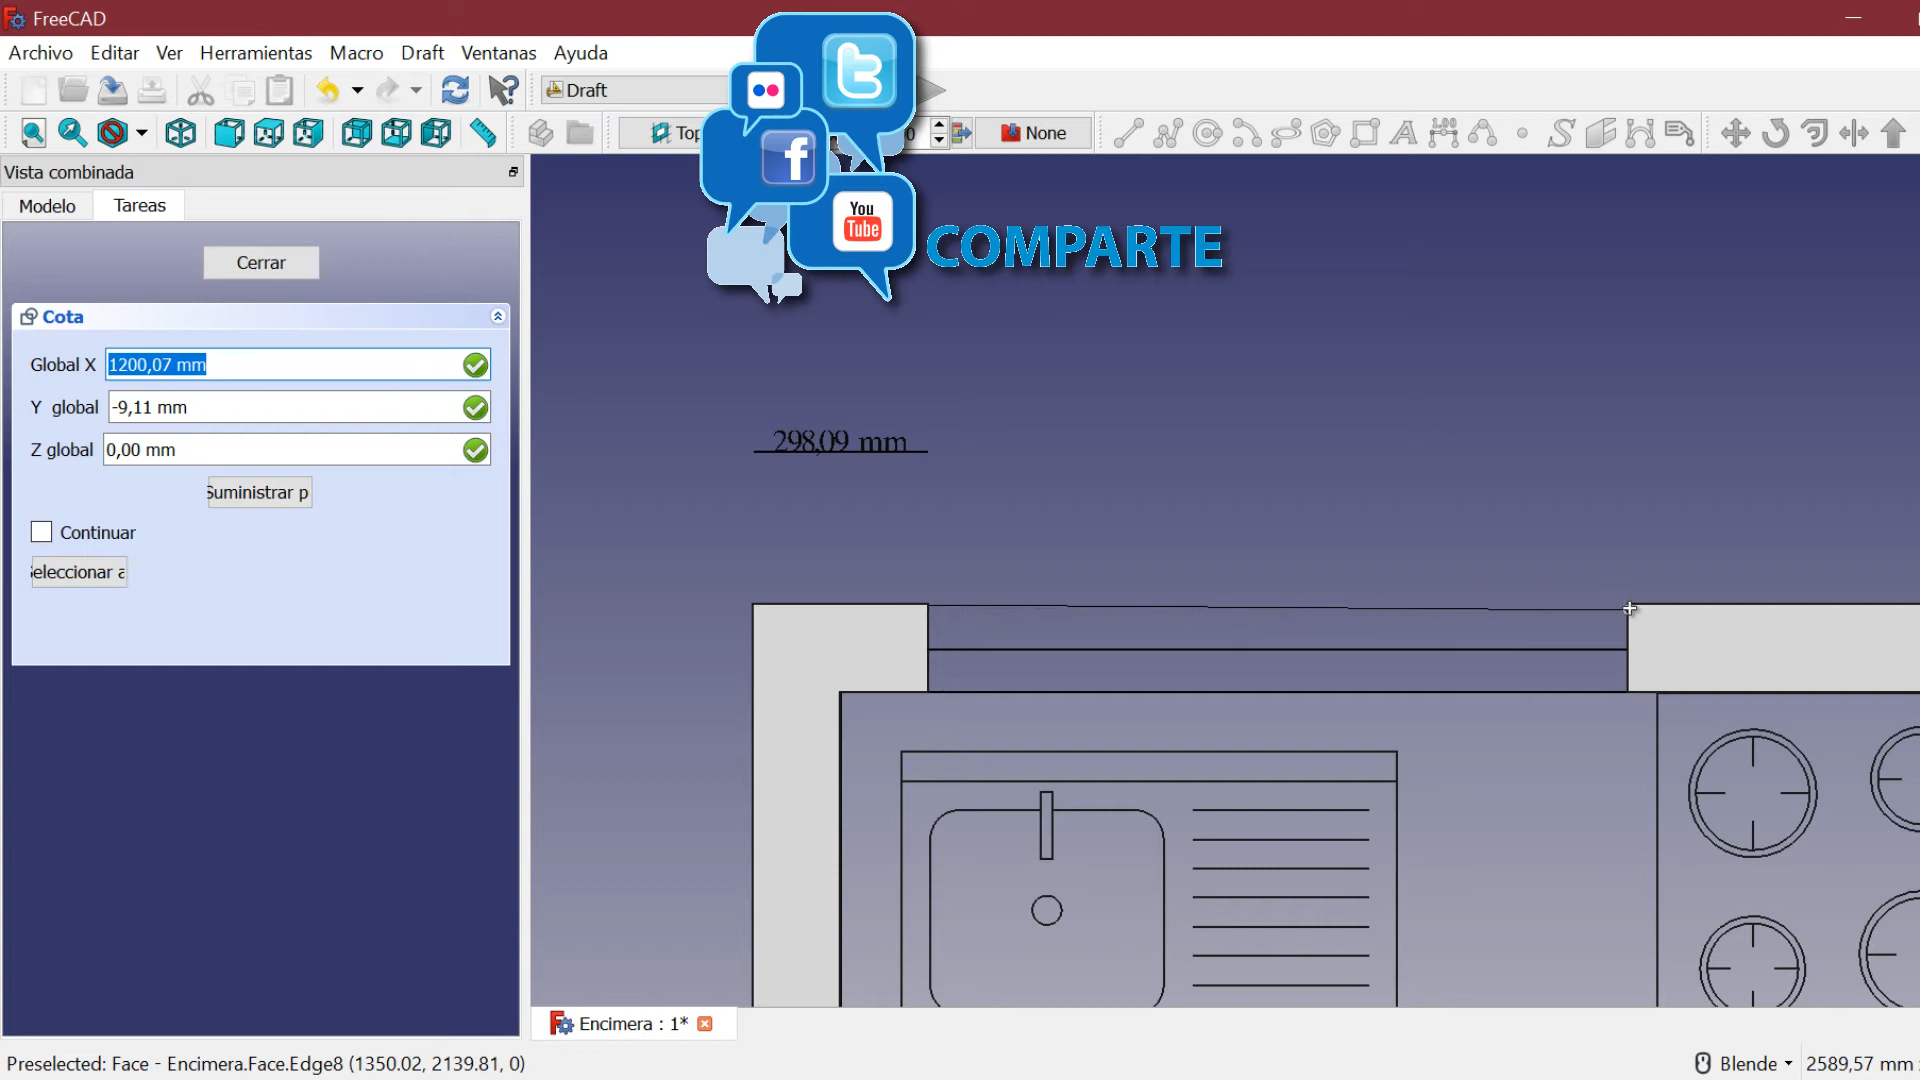 FreeCAD
Archivo Editar Ver Herramientas Macro Draft Ventanas Ayuda
Draft
Top
0
None
Vista combinada
Modelo Tareas
Cerrar
Cota
Global X 1200,07 mm
Y global -9,11 mm
Z global 0,00 mm
Suministrar p
Continuar
eleccionar a
You
Tube
COMPARTE
298,09 mm
Encimera : 1*
Preselected: Face - Encimera.Face.Edge8 (1350.02, 2139.81, 0)
Blende
2589,57 mm